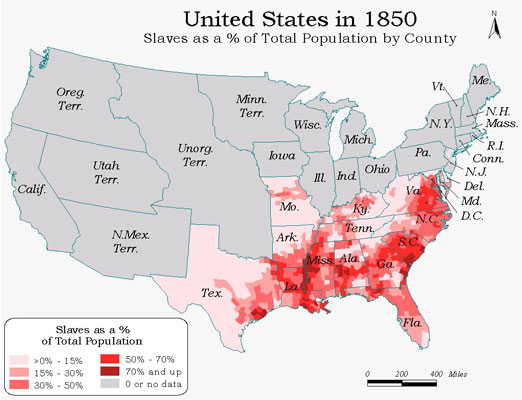 United States in 1850
Slaves as a % of Total Population by County
N
Oreg.
Terr.
Minn.
Terr.
Vt.
Me.
N.H.
Mass.
Wisc.
Mich.
N.Y.
R.I.
Conn.
Utah
Terr.
Unorg.
Terr.
Iowa
Ill.
Ind.
Ohio
Pa.
N.J.
Del.
Md.
D.C.
Calif.
Mo.
Ky.
Va.
N.Mex.
Terr.
Ark.
Tenn.
N.C.
S.C.
Tex.
La.
Miss.
Ala.
Ga.
Fla.
Slaves as a %
of Total Population
>0% - 15%
50% - 70%
15% - 30%
70% and up
30% - 50%
0 or no data
0 200 400 Miles